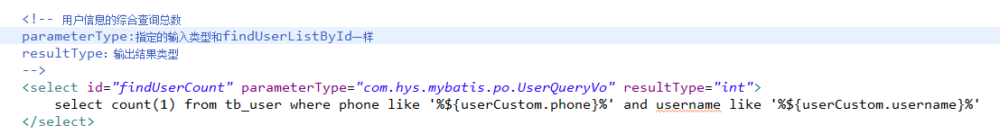 <!-- 用户信息的综合查询总数
parameterType:指定的输入类型和findUserListById一样
resultType：输出结果类型
-->
<select id="findUserCount" parameterType="com.hys.mybatis.po.UserQueryVo" resultType="int">
select count(1) from tb_user where phone like '%${userCustom.phone}%' and username like '%${userCustom.username}%'
</select>